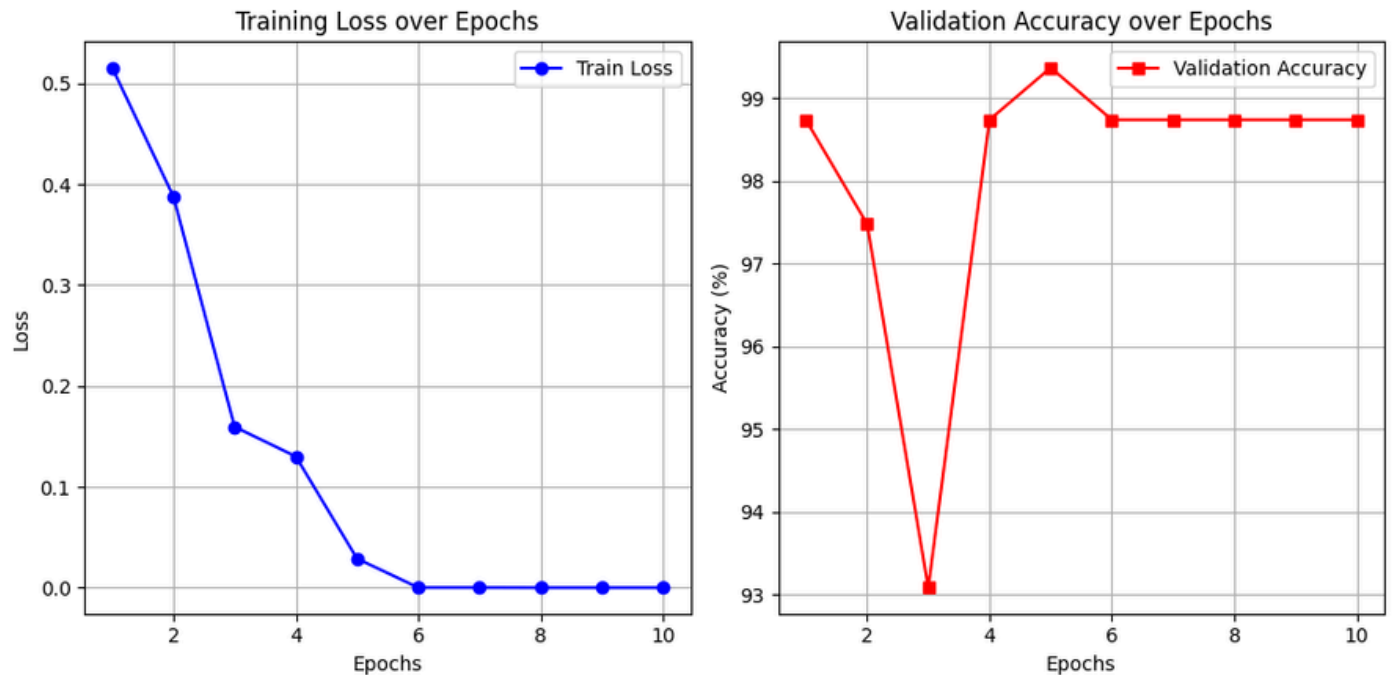 Training Loss over Epochs
Train Loss
0.5
0.4
0.3
0.2
0.1
0.0
Loss
2 4 6 8 10
Epochs
Validation Accuracy over Epochs
Validation Accuracy
99
98
97
96
95
94
93
Accuracy (%)
2 4 6 8 10
Epochs